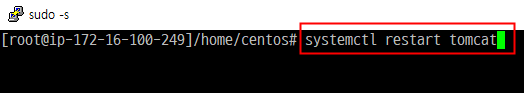 sudo -s
[root@ip-172-16-100-249]/home/centos# systemctl restart tomcat